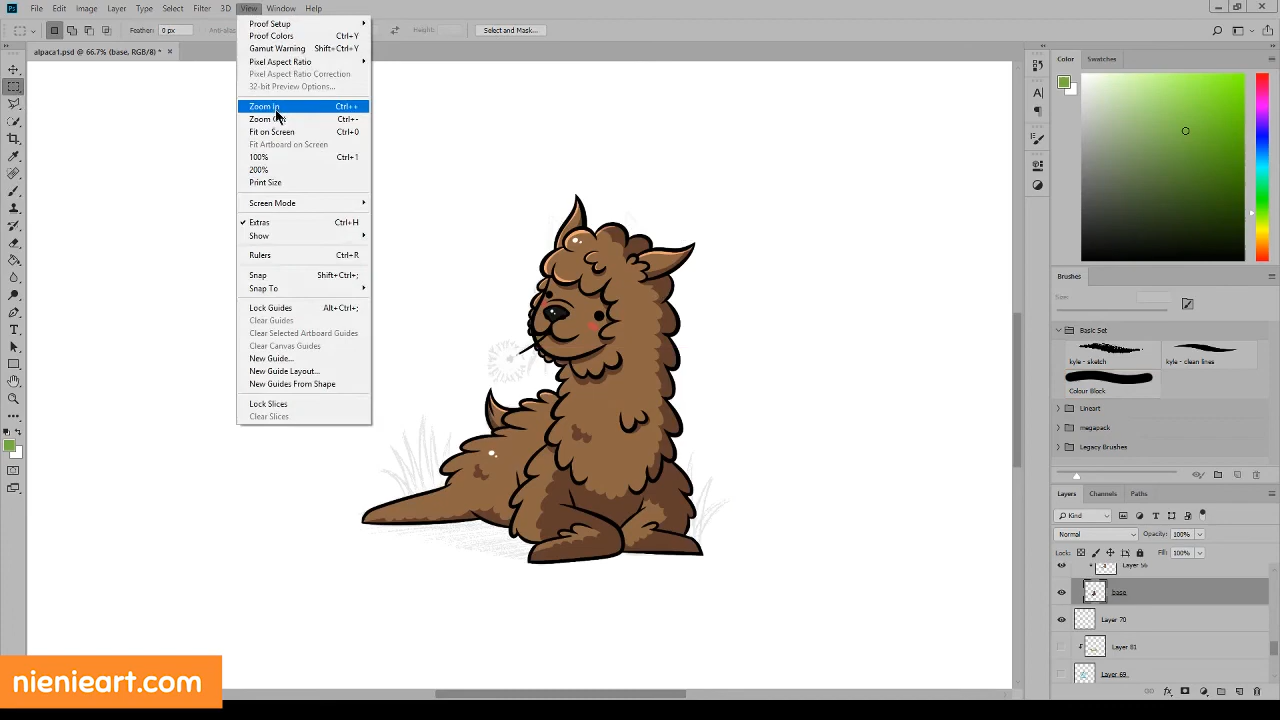 File Edit Image Layer Type Select Filter 3D View Window Help
Feather: 0 px Height: Select and Mask...
alpaca1.psd @ 66.7% (base, RGB/8) *
Proof Setup
Proof Colors Ctrl+Y
Gamut Warning Shift+Ctrl+Y
Pixel Aspect Ratio
Pixel Aspect Ratio Correction
32-bit Preview Options...
Zoom In Ctrl++
Zoom Ctrl+-
Fit on Screen Ctrl+0
Fit Artboard on Screen
100% Ctrl+1
200%
Print Size
Screen Mode
Extras Ctrl+H
Show
Rulers Ctrl+R
Snap Shift+Ctrl+;
Snap To
Lock Guides Alt+Ctrl+;
Clear Guides
Clear Selected Artboard Guides
Clear Canvas Guides
New Guide...
New Guide Layout...
New Guides From Shape
Lock Slices
Clear Slices
Color Swatches
Brushes
Size:
Basic Set
kyle - sketch kyle - clean lines
Colour Block
Lineart
megapack
Legacy Brushes
Layers Channels Paths
Kind
Normal Opacity: 100%
Lock: Fill: 100%
base
Layer 70
Layer 81
Layer 69
nienieart.com